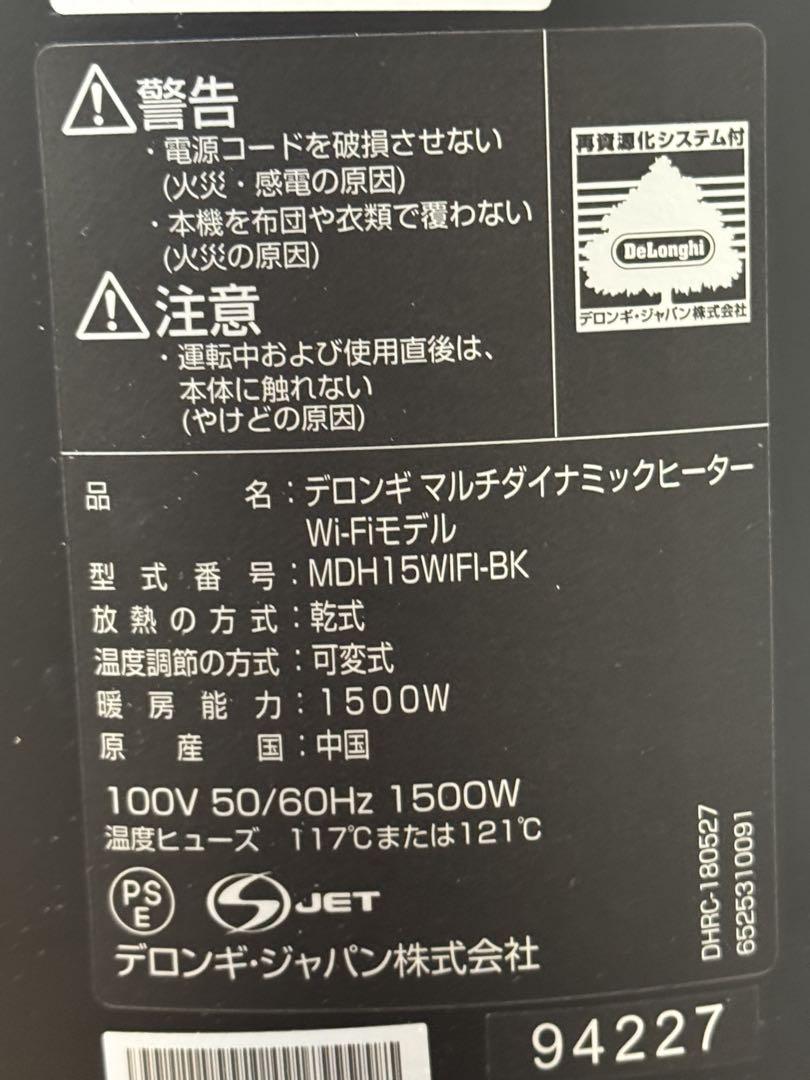 警告
・電源コードを破損させない
(火災・感電の原因)
・本機を布団や衣類で覆わない
(火災の原因)
注意
・運転中および使用直後は、
本体に触れない
(やけどの原因)
再資源化システム付
DeLonghi
デロンギ・ジャパン株式会社
品名：デロンギ マルチダイナミックヒーター
Wi-Fiモデル
型式番号：MDH15WIFI-BK
放熱の方式：乾式
温度調節の方式：可変式
暖房能力：1500W
原産国：中国
100V 50/60Hz 1500W
温度ヒューズ 117℃または121℃
PS
E
JET
デロンギ・ジャパン株式会社
DHRC-180527
6525310091
94227